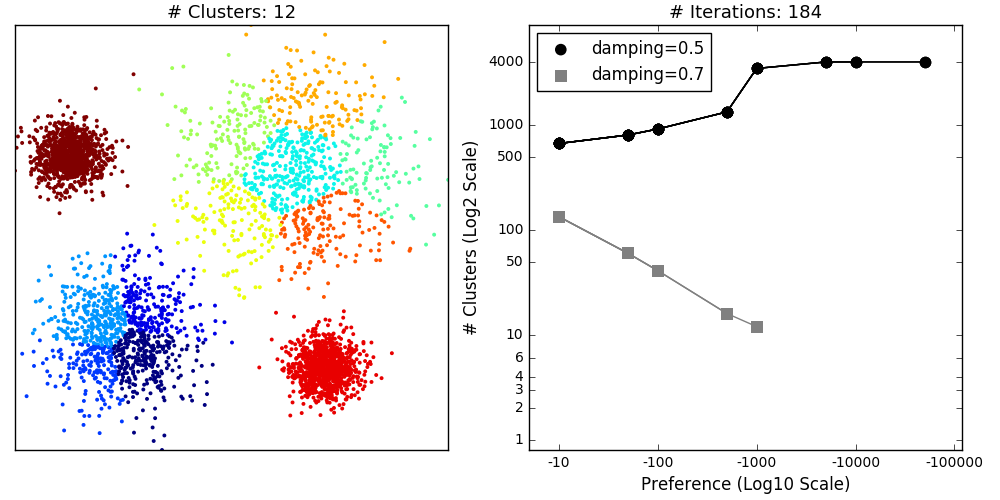 # Clusters: 12
# Iterations: 184
damping=0.5
damping=0.7
# Clusters (Log2 Scale)
4000
1000
500
100
50
10
6
4
3
2
1
-10 -100 -1000 -10000 -100000
Preference (Log10 Scale)